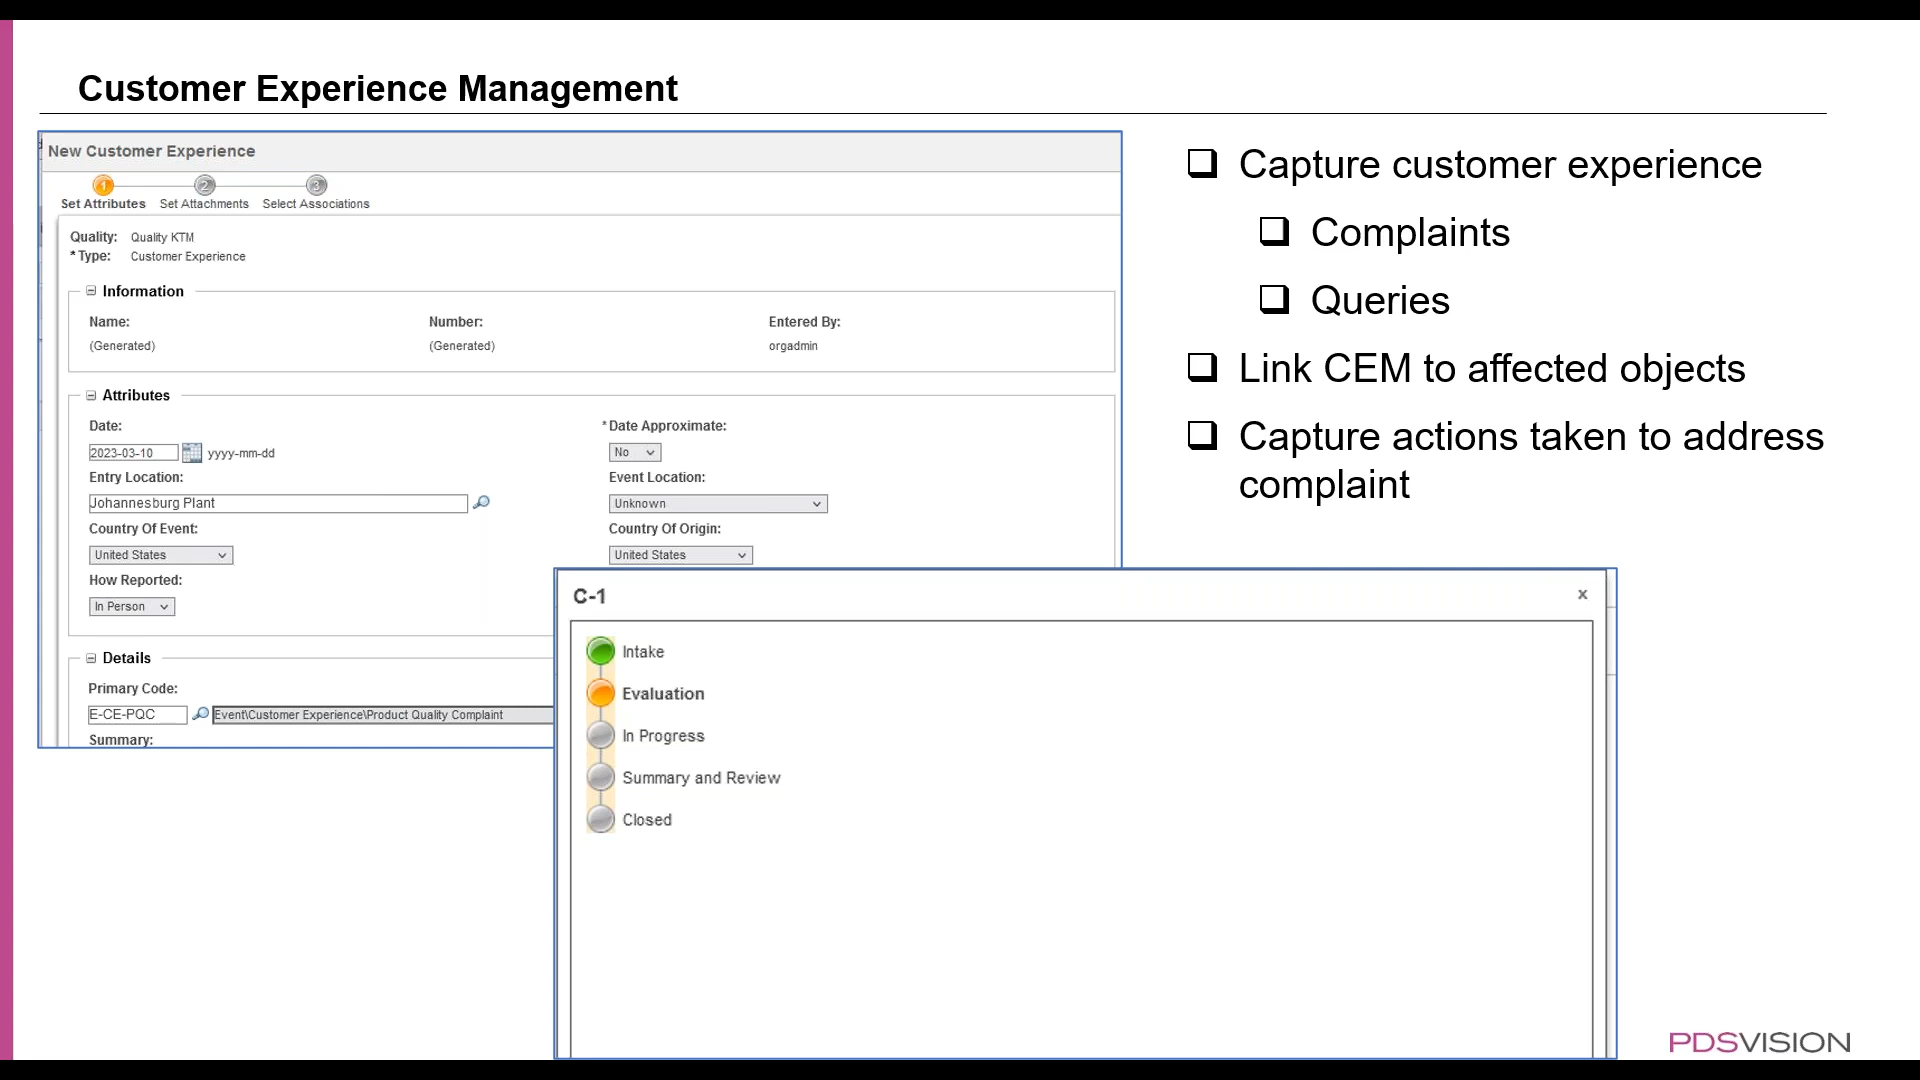 Customer Experience Management
New Customer Experience
1 2 3
Set Attributes Set Attachments Select Associations
Quality: Quality KTM
* Type: Customer Experience
Information
Name: Number: Entered By:
(Generated) (Generated) orgadmin
Attributes
Date: * Date Approximate:
2023-03-10 yyyy-mm-dd No
Entry Location: Event Location:
Johannesburg Plant Unknown
Country Of Event: Country Of Origin:
United States United States
How Reported:
In Person
Details
Primary Code:
E-CE-PQC Event\Customer Experience\Product Quality Complaint
Summary:
C-1 x
Intake
Evaluation
In Progress
Summary and Review
Closed
Capture customer experience
Complaints
Queries
Link CEM to affected objects
Capture actions taken to address
complaint
PDSVISION